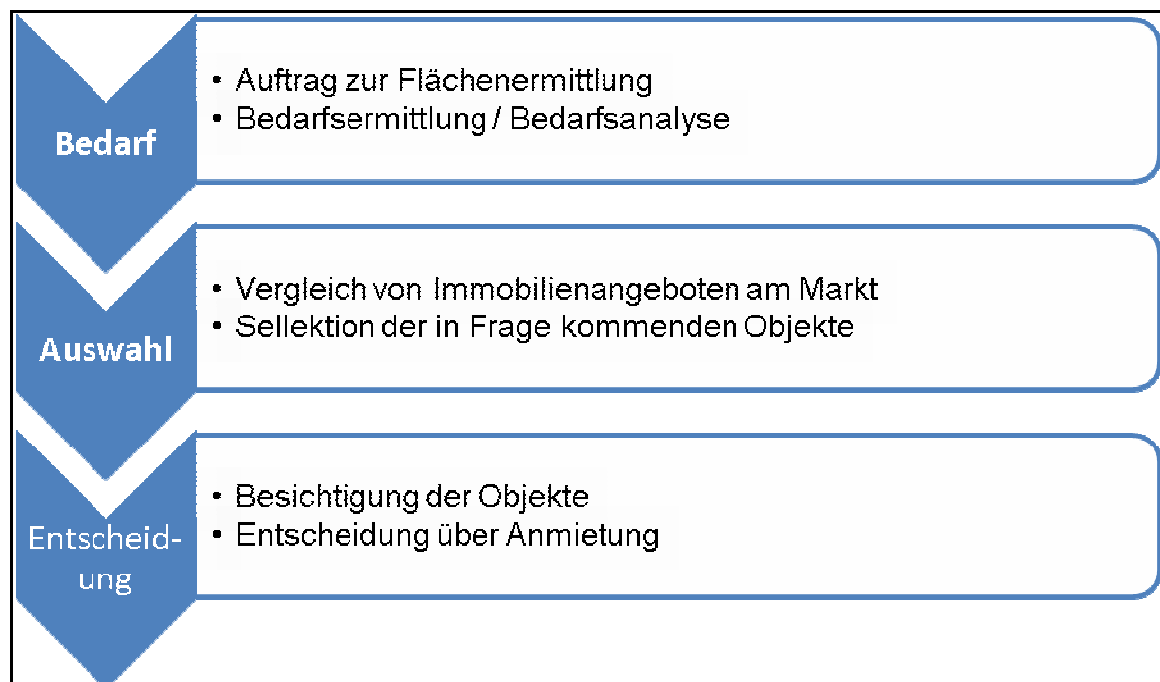 Bedarf
• Auftrag zur Flächenermittlung
• Bedarfsermittlung / Bedarfsanalyse
Auswahl
• Vergleich von Immobilienangeboten am Markt
• Sellektion der in Frage kommenden Objekte
Entscheid-
ung
• Besichtigung der Objekte
• Entscheidung über Anmietung